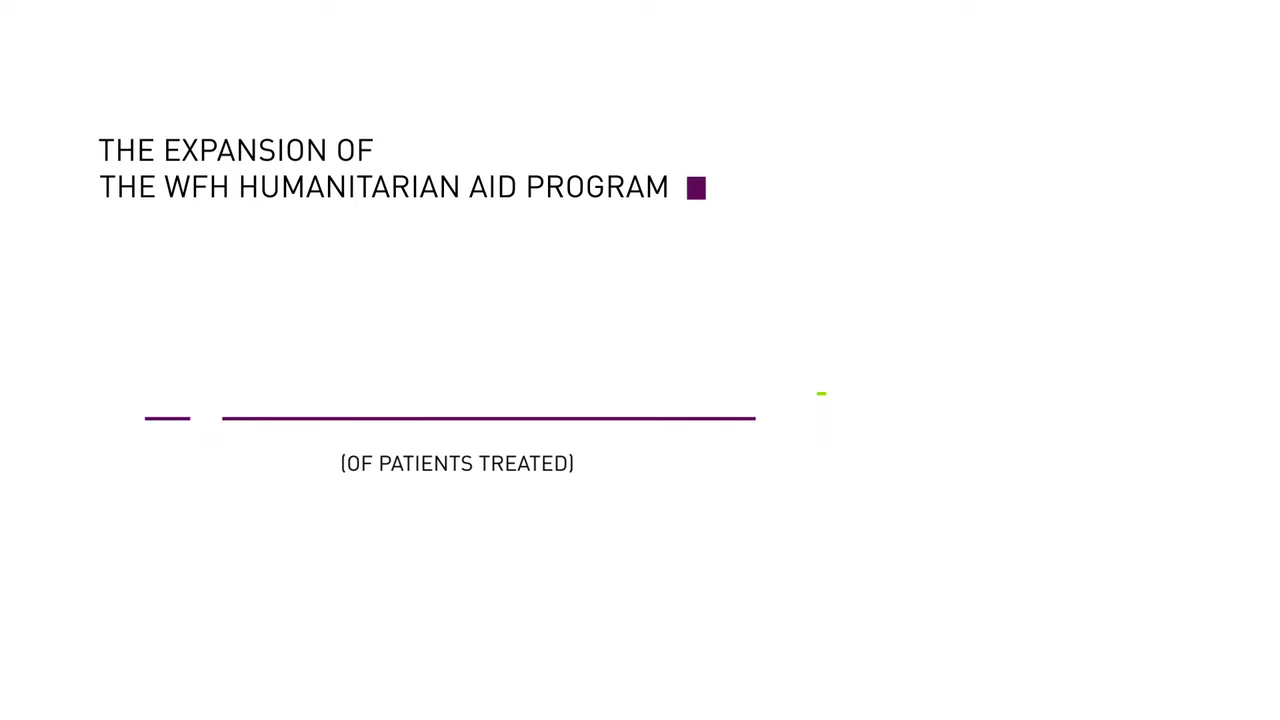 THE EXPANSION OF
THE WFH HUMANITARIAN AID PROGRAM
(OF PATIENTS TREATED)